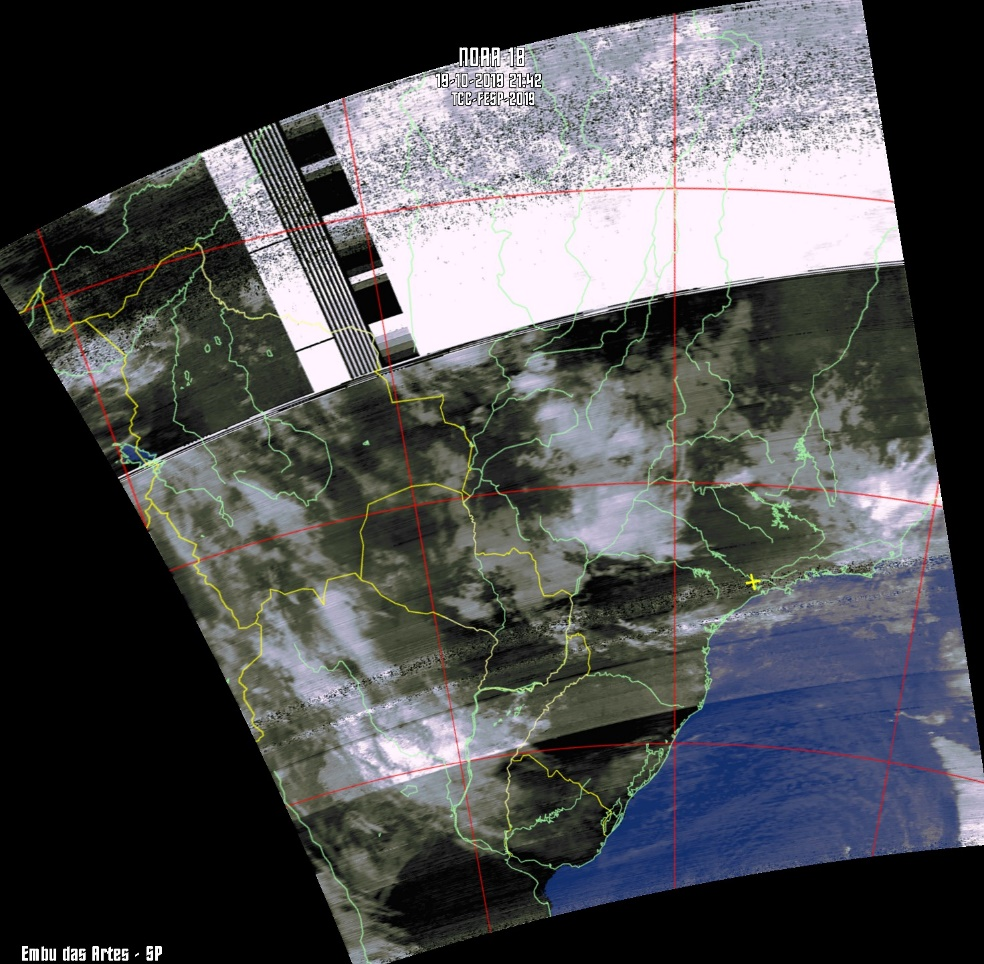 NOAA 18
19-10-2019 21:42
TCC-FESP-2019
Embu das Artes - SP